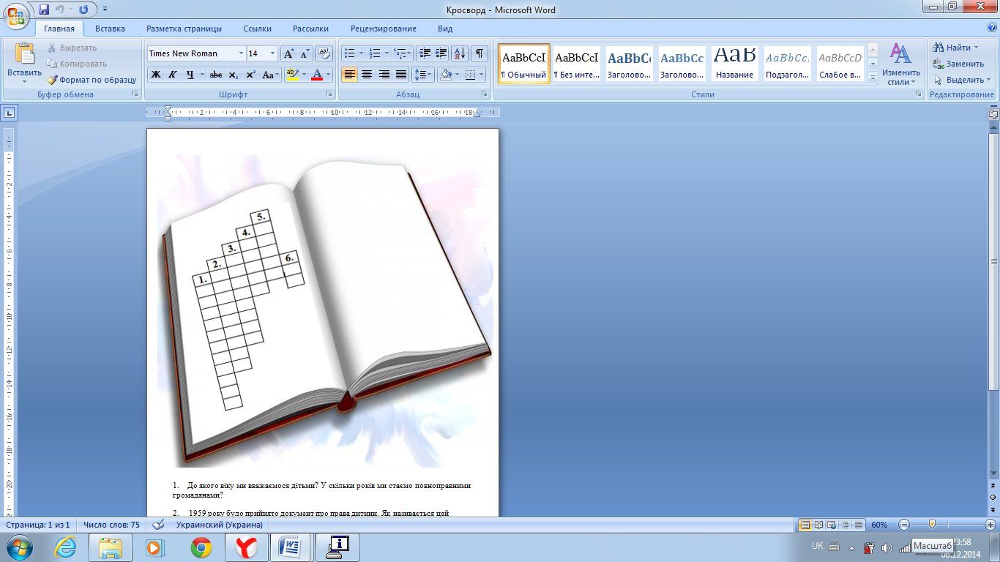 Кросворд - Microsoft Word
Главная Вставка Разметка страницы Ссылки Рассылки Рецензирование Вид
Вставить
Вырезать
Копировать
Формат по образцу
Буфер обмена
Times New Roman 14
Ж К Ч abc x₂ x² Aa ab A
Шрифт
Абзац
AaBbCcI AaBbCcI AaBbC AaBbCc AaB AaBbCc. AaBbCcD
¶ Обычный ¶ Без инте... Заголово... Заголово... Название Подзагол... Слабое в...
Изменить стили
Стили
Найти
Заменить
Выделить
Редактирование
2 4 6 8 10 12 14 16 18
5.
4.
3.
2. 6.
1.
1. До якого віку ми вважаємося дітьми? У скільки років ми стаємо повноправними
громадянами?
2. 1959 року було прийнято документ про права дитини. Як називається цей
Страница: 1 из 1 Число слов: 75 Украинский (Украина) 60%
UK 23:58
Масштаб
06.12.2014